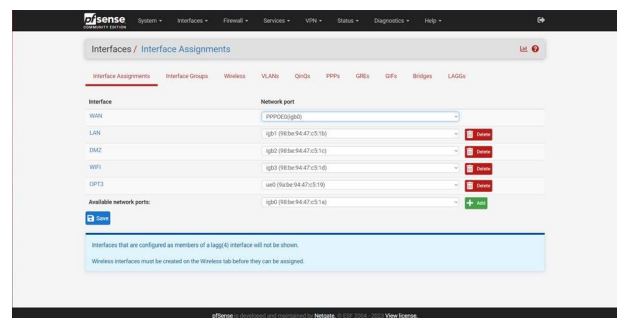 pfsense
COMMUNITY EDITION
System Interfaces Firewall Services VPN Status Diagnostics Help
Interfaces / Interface Assignments
Interface Assignments Interface Groups Wireless VLANs QinQs PPPs GREs GIFs Bridges LAGGs
Interface Network port
WAN PPPOE0(igb0)
LAN igb1 (98:be:94:47:c5:1b) Delete
DMZ igb2 (98:be:94:47:c5:1c) Delete
WIFI igb3 (98:be:94:47:c5:1d) Delete
OPT3 ue0 (9a:be:94:47:c5:19) Delete
Available network ports: igb0 (98:be:94:47:c5:1a) Add
Save
Interfaces that are configured as members of a lagg(4) interface will not be shown.
Wireless interfaces must be created on the Wireless tab before they can be assigned.
pfSense is developed and maintained by Netgate. © ESF 2004 - 2023 View license.